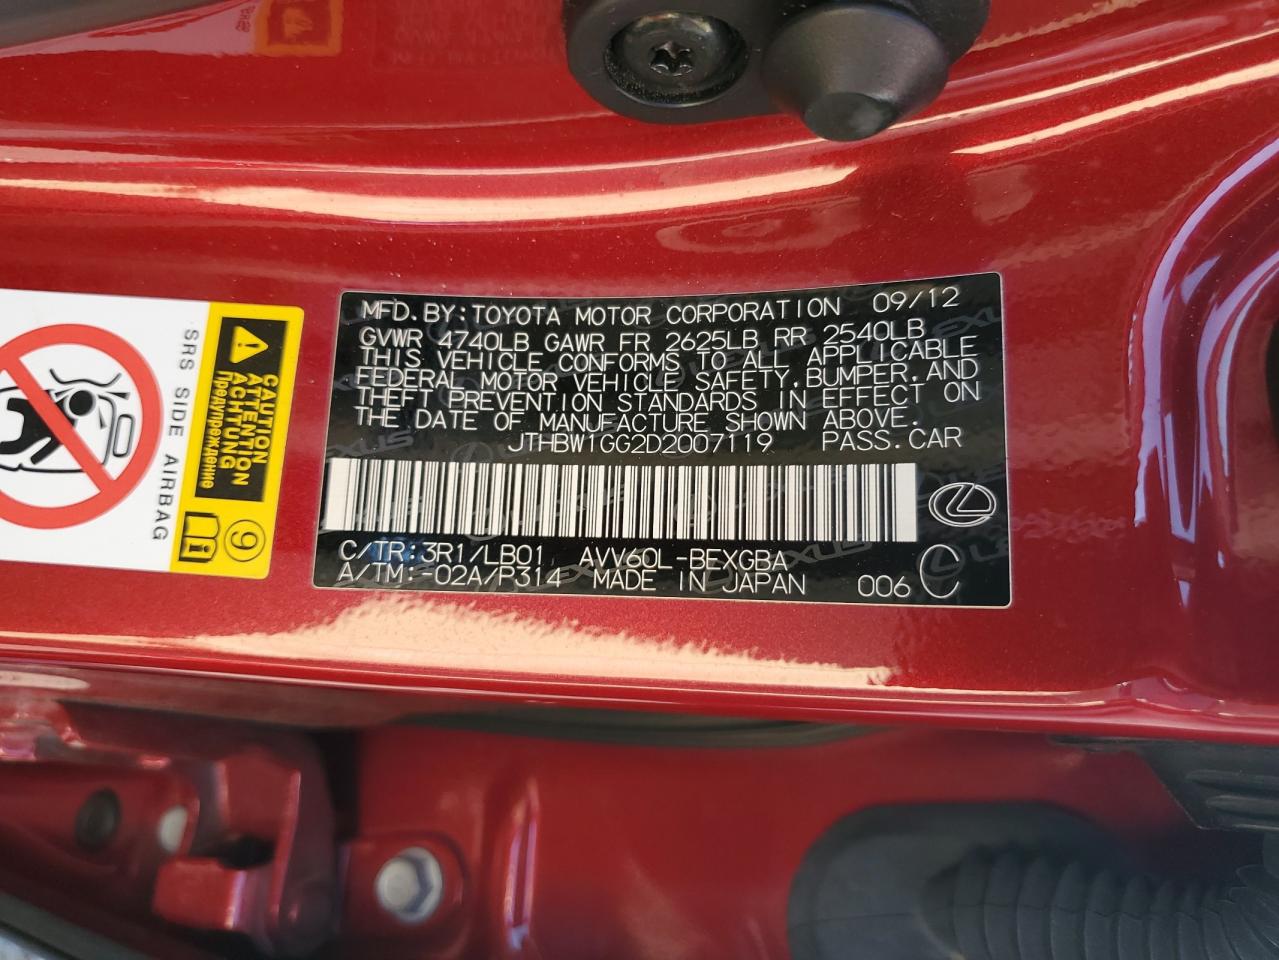 MFD.BY:TOYOTA MOTOR CORPORATION 09/12
GVWR 4740LB GAWR FR 2625LB RR 2540LB
THIS VEHICLE CONFORMS TO ALL APPLICABLE
FEDERAL MOTOR VEHICLE SAFETY,BUMPER,AND
THEFT PREVENTION STANDARDS IN EFFECT ON
THE DATE OF MANUFACTURE SHOWN ABOVE.
JTHBW1GG2D2007119 PASS.CAR
C/TR:3R1/LB01 AVV60L-BEXGBA
A/TM:-02A/P314 MADE IN JAPAN 006
SRS SIDE AIRBAG
CAUTION
ATTENTION
ACHTUNG
Предупреждение
9